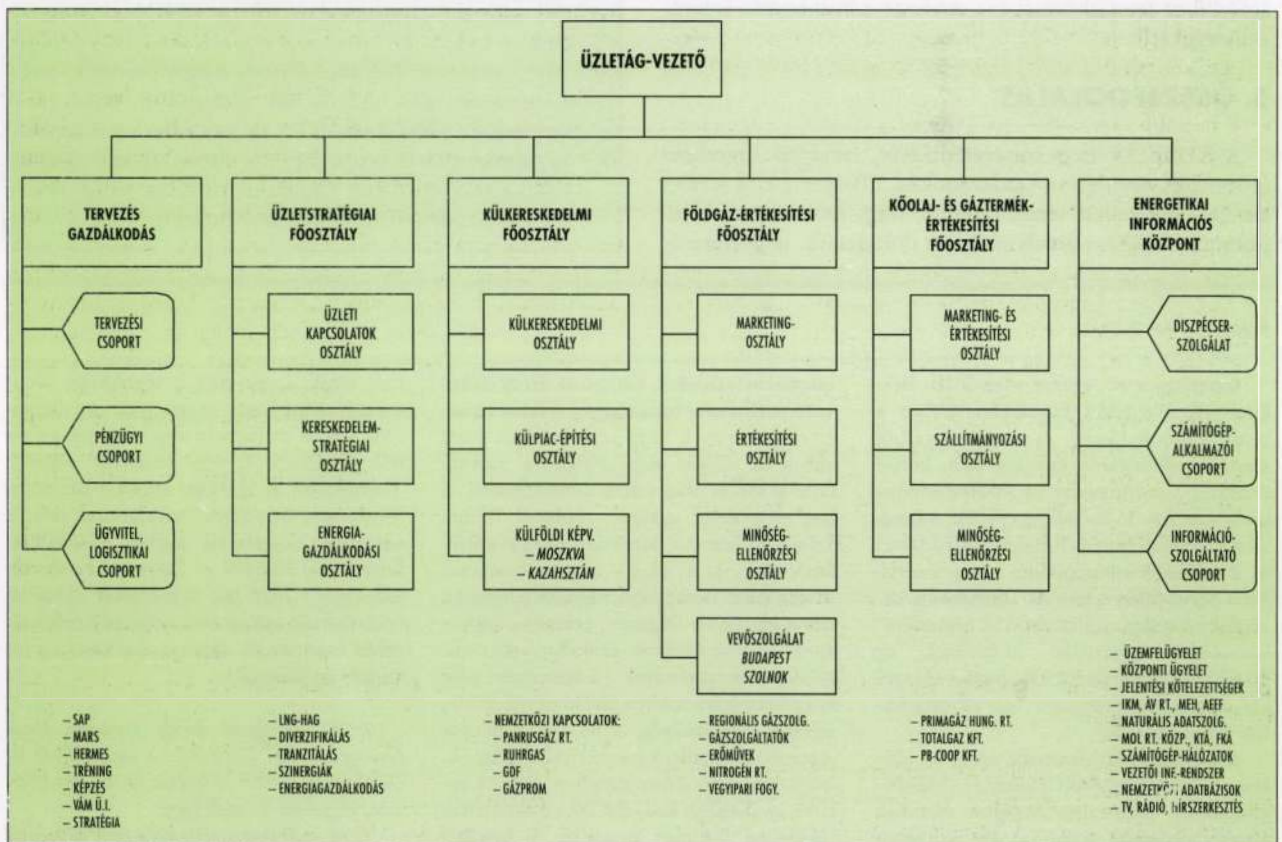 ÜZLETÁG-VEZETŐ
TERVEZÉS
GAZDÁLKODÁS
TERVEZÉSI
CSOPORT
PÉNZÜGYI
CSOPORT
ÜGYVITEL,
LOGISZTIKAI
CSOPORT
– SAP
– MARS
– HERMES
– TRÉNING
– KÉPZÉS
– VÁM Ü.I.
– STRATÉGIA
ÜZLETSTRATÉGIAI
FŐOSZTÁLY
ÜZLETI
KAPCSOLATOK
OSZTÁLY
KERESKEDELEM-
STRATÉGIAI
OSZTÁLY
ENERGIA-
GAZDÁLKODÁSI
OSZTÁLY
– LNG-HAG
– DIVERZIFIKÁLÁS
– TRANZITÁLÁS
– SZINERGIÁK
– ENERGIAGAZDÁLKODÁS
KÜLKERESKEDELMI
FŐOSZTÁLY
KÜLKERESKEDELMI
OSZTÁLY
KÜLPIAC-ÉPÍTÉSI
OSZTÁLY
KÜLFÖLDI KÉPV.
– MOSZKVA
– KAZAHSZTÁN
– NEMZETKÖZI KAPCSOLATOK:
– PANRUSGÁZ RT.
– RUHRGAS
– GDF
– GÁZPROM
FÖLDGÁZ-ÉRTÉKESÍTÉSI
FŐOSZTÁLY
MARKETING-
OSZTÁLY
ÉRTÉKESÍTÉSI
OSZTÁLY
MINŐSÉG-
ELLENŐRZÉSI
OSZTÁLY
VEVŐSZOLGÁLAT
BUDAPEST
SZOLNOK
– REGIONÁLIS GÁZSZOLG.
– GÁZSZOLGÁLTATÓK
– ERŐMŰVEK
– NITROGÉN RT.
– VEGYIPARI FOGY.
KŐOLAJ- ÉS GÁZTERMÉK-
ÉRTÉKESÍTÉSI
FŐOSZTÁLY
MARKETING- ÉS
ÉRTÉKESÍTÉSI
OSZTÁLY
SZÁLLÍTMÁNYOZÁSI
OSZTÁLY
MINŐSÉG-
ELLENŐRZÉSI
OSZTÁLY
– PRIMAGÁZ HUNG. RT.
– TOTALGAZ KFT.
– PB-COOP KFT.
ENERGETIKAI
INFORMÁCIÓS
KÖZPONT
DISZPÉCSER-
SZOLGÁLAT
SZÁMÍTÓGÉP-
ALKALMAZÓI
CSOPORT
INFORMÁCIÓ-
SZOLGÁLTATÓ
CSOPORT
– ÜZEMFELÜGYELET
– KÖZPONTI ÜGYELET
– JELENTÉSI KÖTELEZETTSÉGEK
– IKM, ÁV RT., MEH, AEEF
– NATURÁLIS ADATSZOLG.
– MOL RT. KÖZP., KTÁ, FKÁ
– SZÁMÍTÓGÉP-HÁLÓZATOK
– VEZETŐI INF.-RENDSZER
– NEMZETKÖZI ADATBÁZISOK
– TV, RÁDIÓ, HÍRSZERKESZTÉS